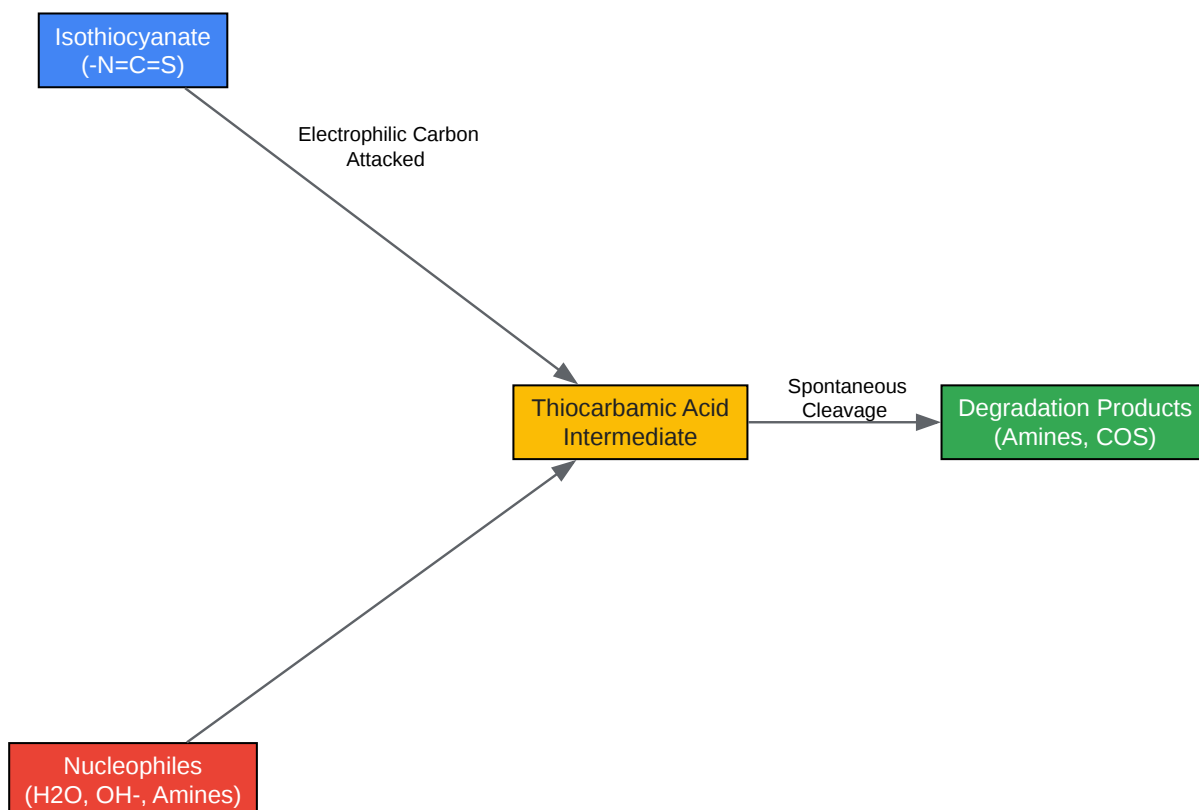 Isothiocyanate
(-N=C=S)
Electrophilic Carbon
Attacked
Thiocarbamic Acid
Intermediate
Spontaneous
Cleavage
Degradation Products
(Amines, COS)
Nucleophiles
(H2O, OH-, Amines)